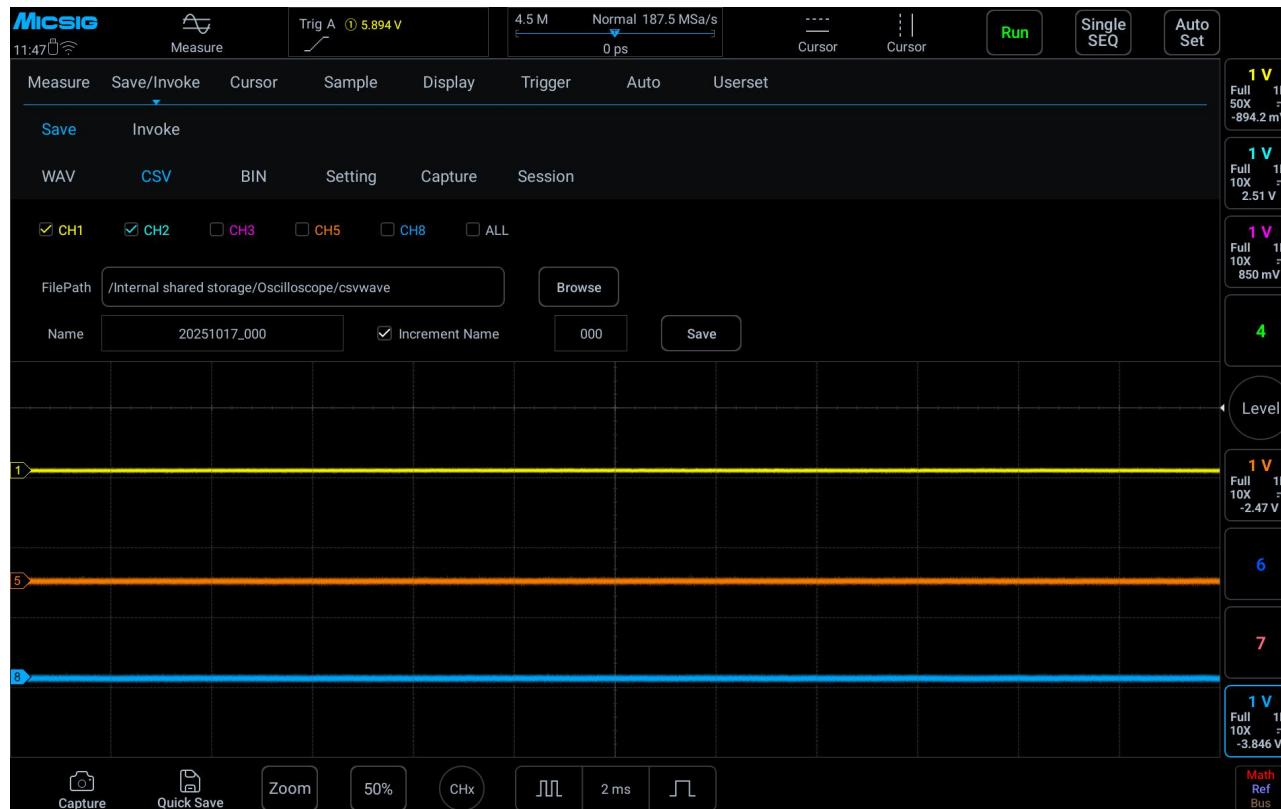 Micsig
11:47
Measure
Trig A ① 5.894 V
4.5 M Normal 187.5 MSa/s
0 ps
Cursor
Cursor
Run
Single SEQ
Auto Set
Measure Save/Invoke Cursor Sample Display Trigger Auto Userset
Save Invoke
WAV CSV BIN Setting Capture Session
CH1 CH2 CH3 CH5 CH8 ALL
FilePath /Internal shared storage/Oscilloscope/csvwave Browse
Name 20251017_000 Increment Name 000 Save
1
5
8
1 V
Full 1
50X
-894.2 m
1 V
Full 1
10X
2.51 V
1 V
Full 1
10X
850 mV
4
Level
1 V
Full 1
10X
-2.47 V
6
7
1 V
Full 1
10X
-3.846 V
Capture
Quick Save
Zoom
50%
CHx
2 ms
Math
Ref
Bus